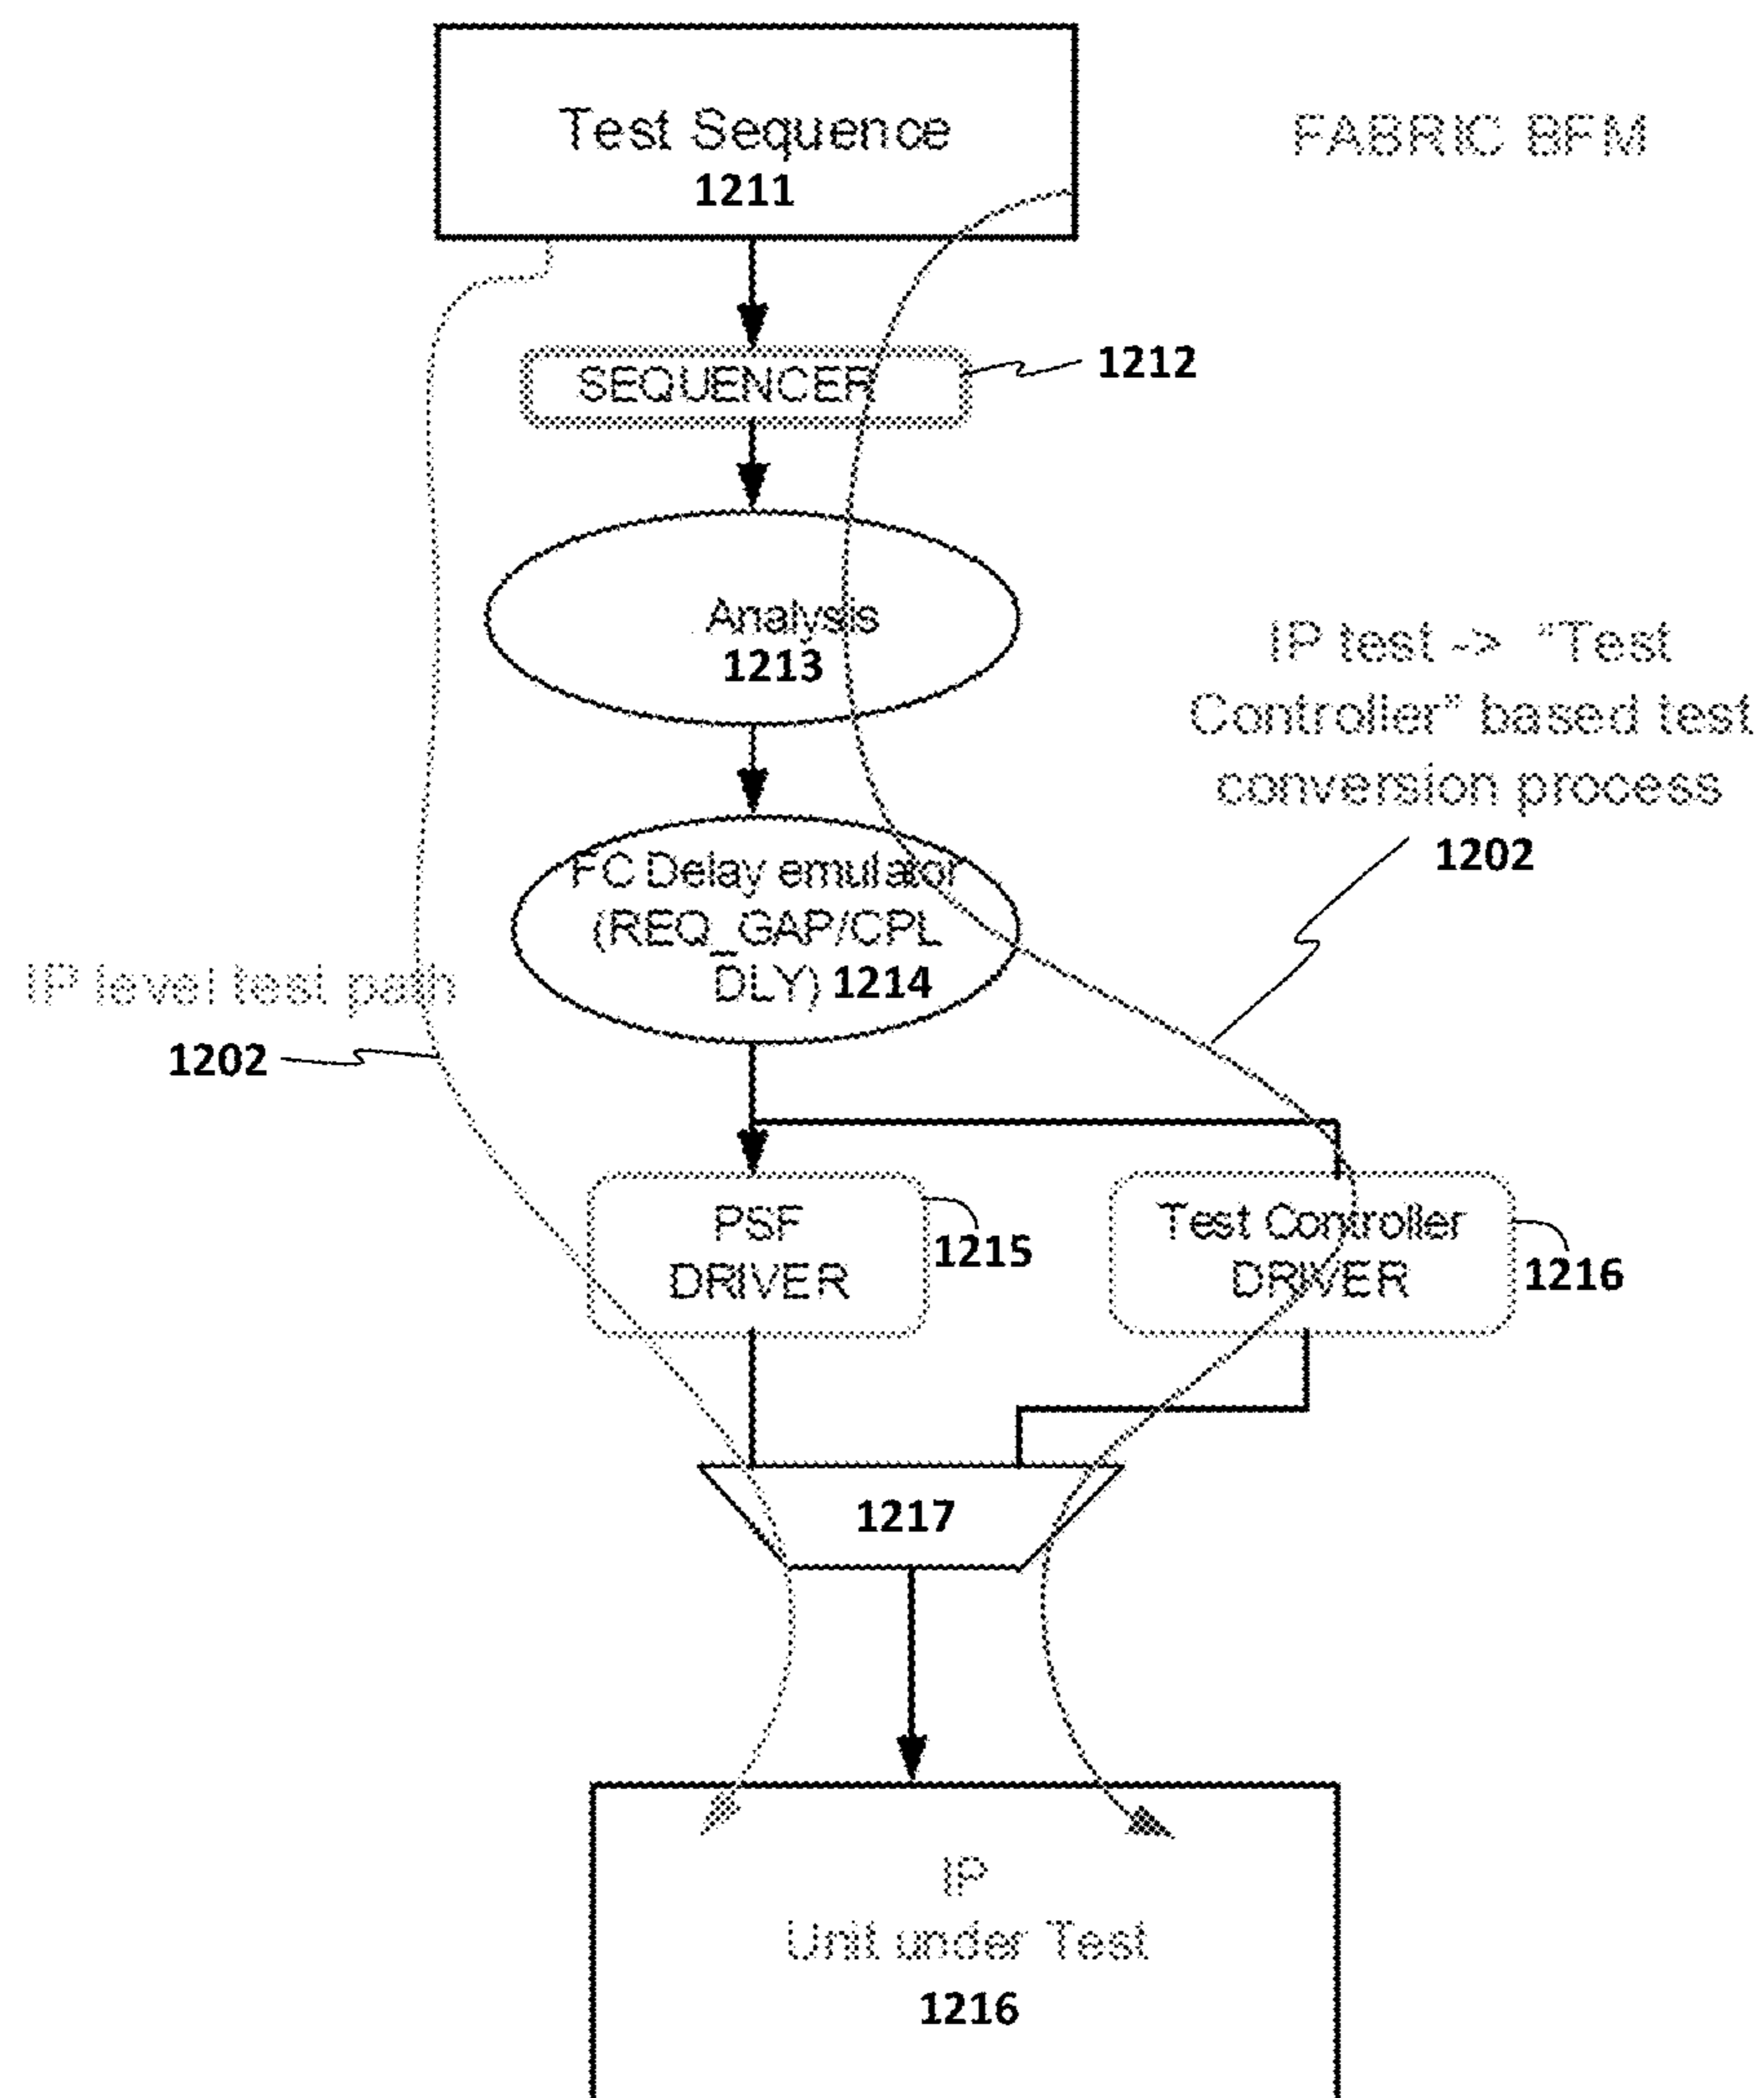 Test Sequence
1211
FABRIC BFM
SEQUENCER
1212
Analysis
1213
IP test -> "Test
Controller" based test
conversion process
1202
FC Delay emulator
(REQ_GAP/CPL
DLY) 1214
IP level test path
1202
PSF
DRIVER
1215
Test Controller
DRIVER
1216
1217
IP
Unit under Test
1216